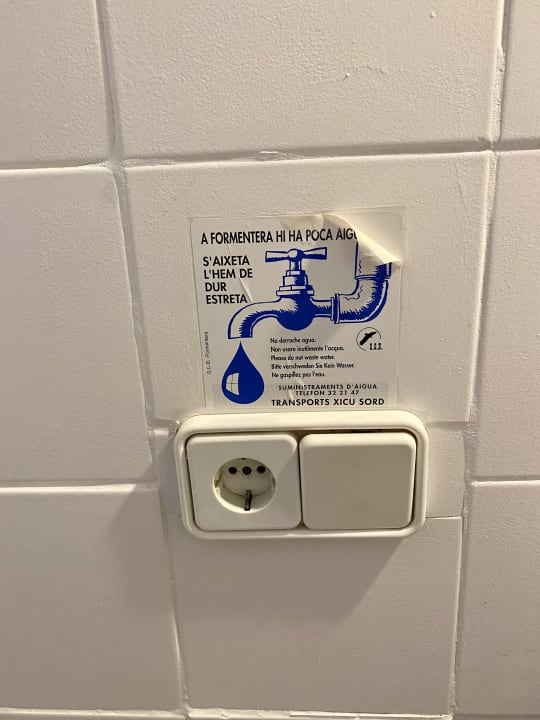 A FORMENTERA HI HA POCA AIGU
S'AIXETA
L'HEM DE
DUR
ESTRETA
No derroche agua.
Non usare inutilmente l'acqua.
Please do not waste water.
Bitte verschwenden Sie Kein Wasser.
Ne gaspillez pas l'eau.
SUMINISTRAMENTS D'AIGUA
TELEFON 32 21 47
TRANSPORTS XICU SORD